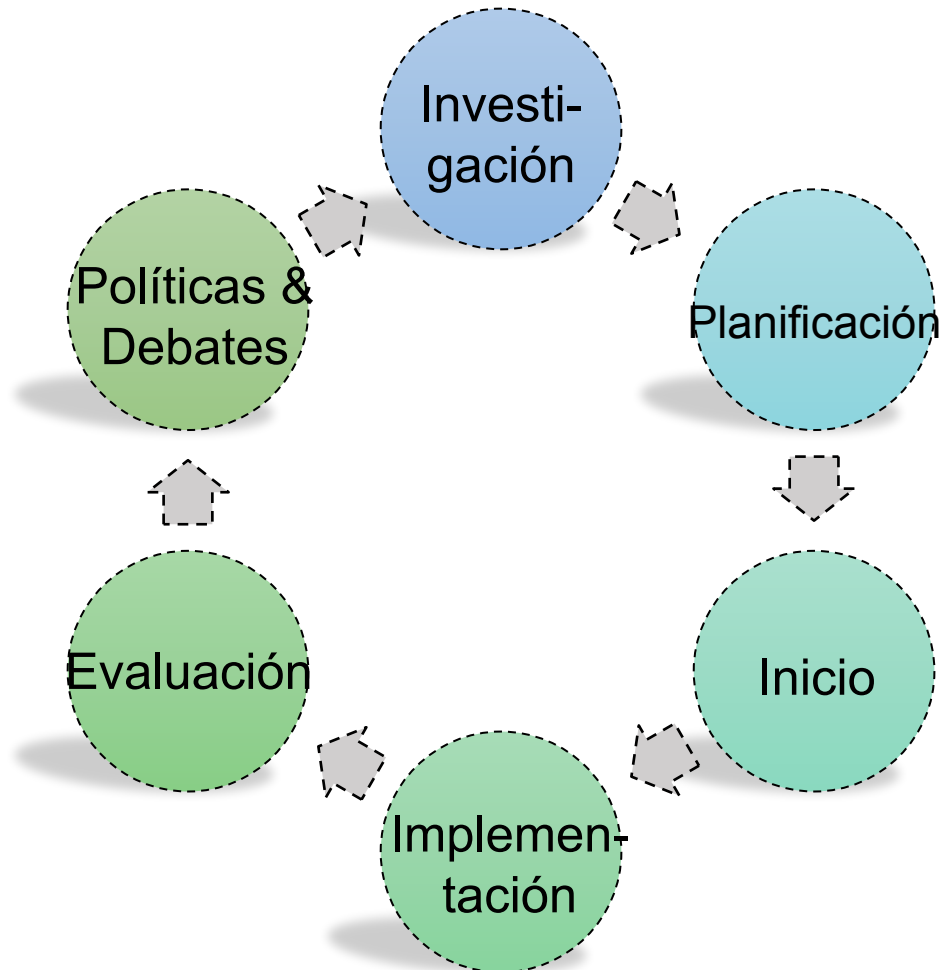 Investi-
gación
Planificación
Inicio
Implemen-
tación
Evaluación
Políticas &
Debates